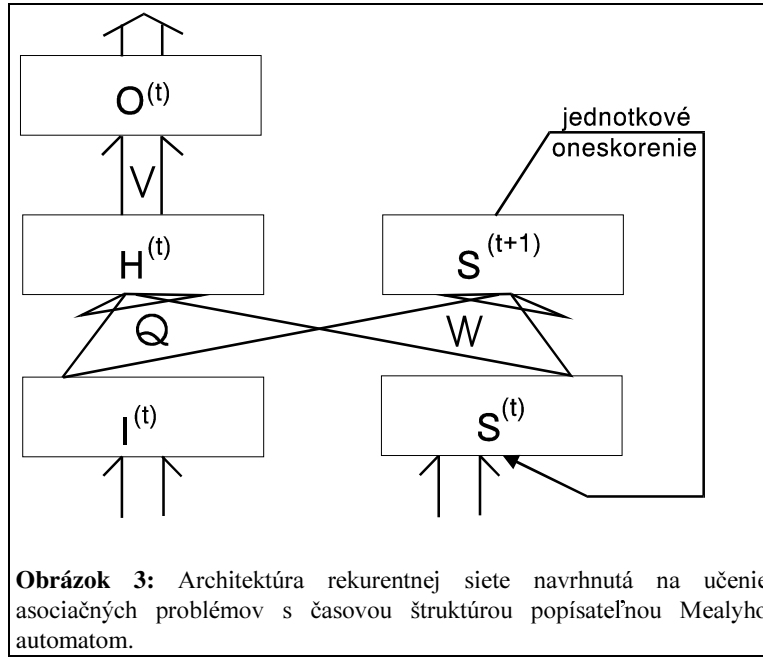 O(t)
jednotkové
oneskorenie
V
H(t)
S(t+1)
Q
W
I(t)
S(t)
Obrázok 3: Architektúra rekurentnej siete navrhnutá na učenie
asociačných problémov s časovou štruktúrou popísateľnou Mealyho
automatom.